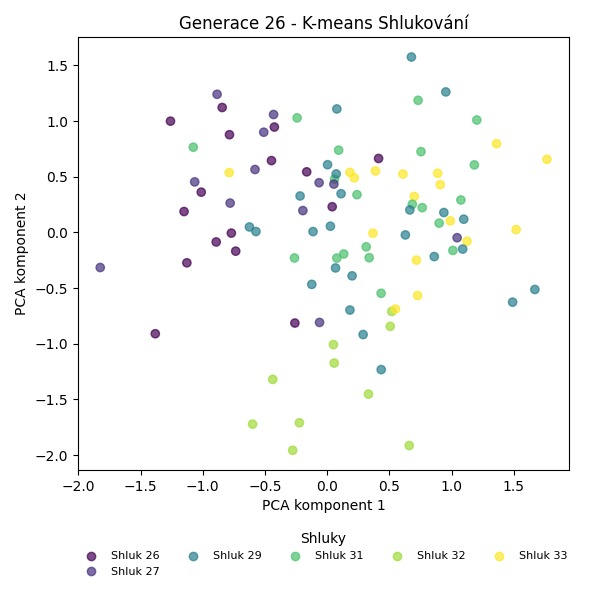 Generace 26 - K-means Shlukování
1.5
1.0
0.5
0.0
−0.5
−1.0
−1.5
−2.0
PCA komponent 2
−2.0 −1.5 −1.0 −0.5 0.0 0.5 1.0 1.5
PCA komponent 1
Shluky
Shluk 26 Shluk 29 Shluk 31 Shluk 32 Shluk 33
Shluk 27